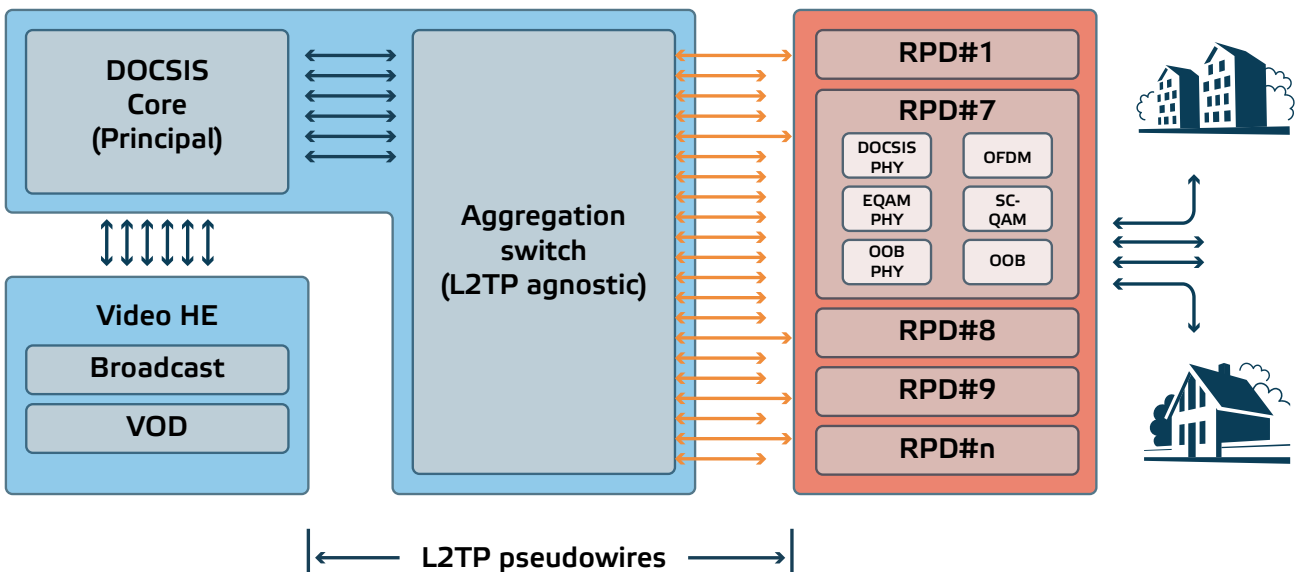 DOCSIS
Core
(Principal)
Aggregation
switch
(L2TP agnostic)
Video HE
Broadcast
VOD
RPD#1
RPD#7
DOCSIS
PHY
OFDM
EQAM
PHY
SC-
QAM
OOB
PHY
OOB
RPD#8
RPD#9
RPD#n
L2TP pseudowires